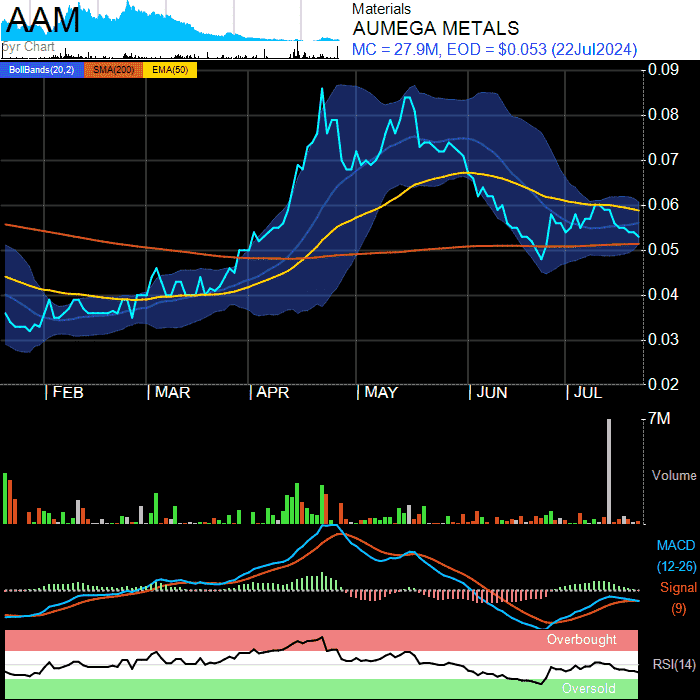 AAM
5yr Chart
Materials
AUMEGA METALS
MC = 27.9M, EOD = $0.053 (22Jul2024)
BollBands(20,2) SMA(200) EMA(50)
0.09
0.08
0.07
0.06
0.05
0.04
0.03
0.02
FEB MAR APR MAY JUN JUL
7M
Volume
MACD
(12-26)
Signal
(9)
Overbought
RSI(14)
Oversold